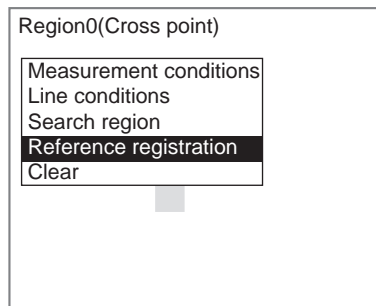 Region0(Cross point)
Measurement conditions
Line conditions
Search region
Reference registration
Clear